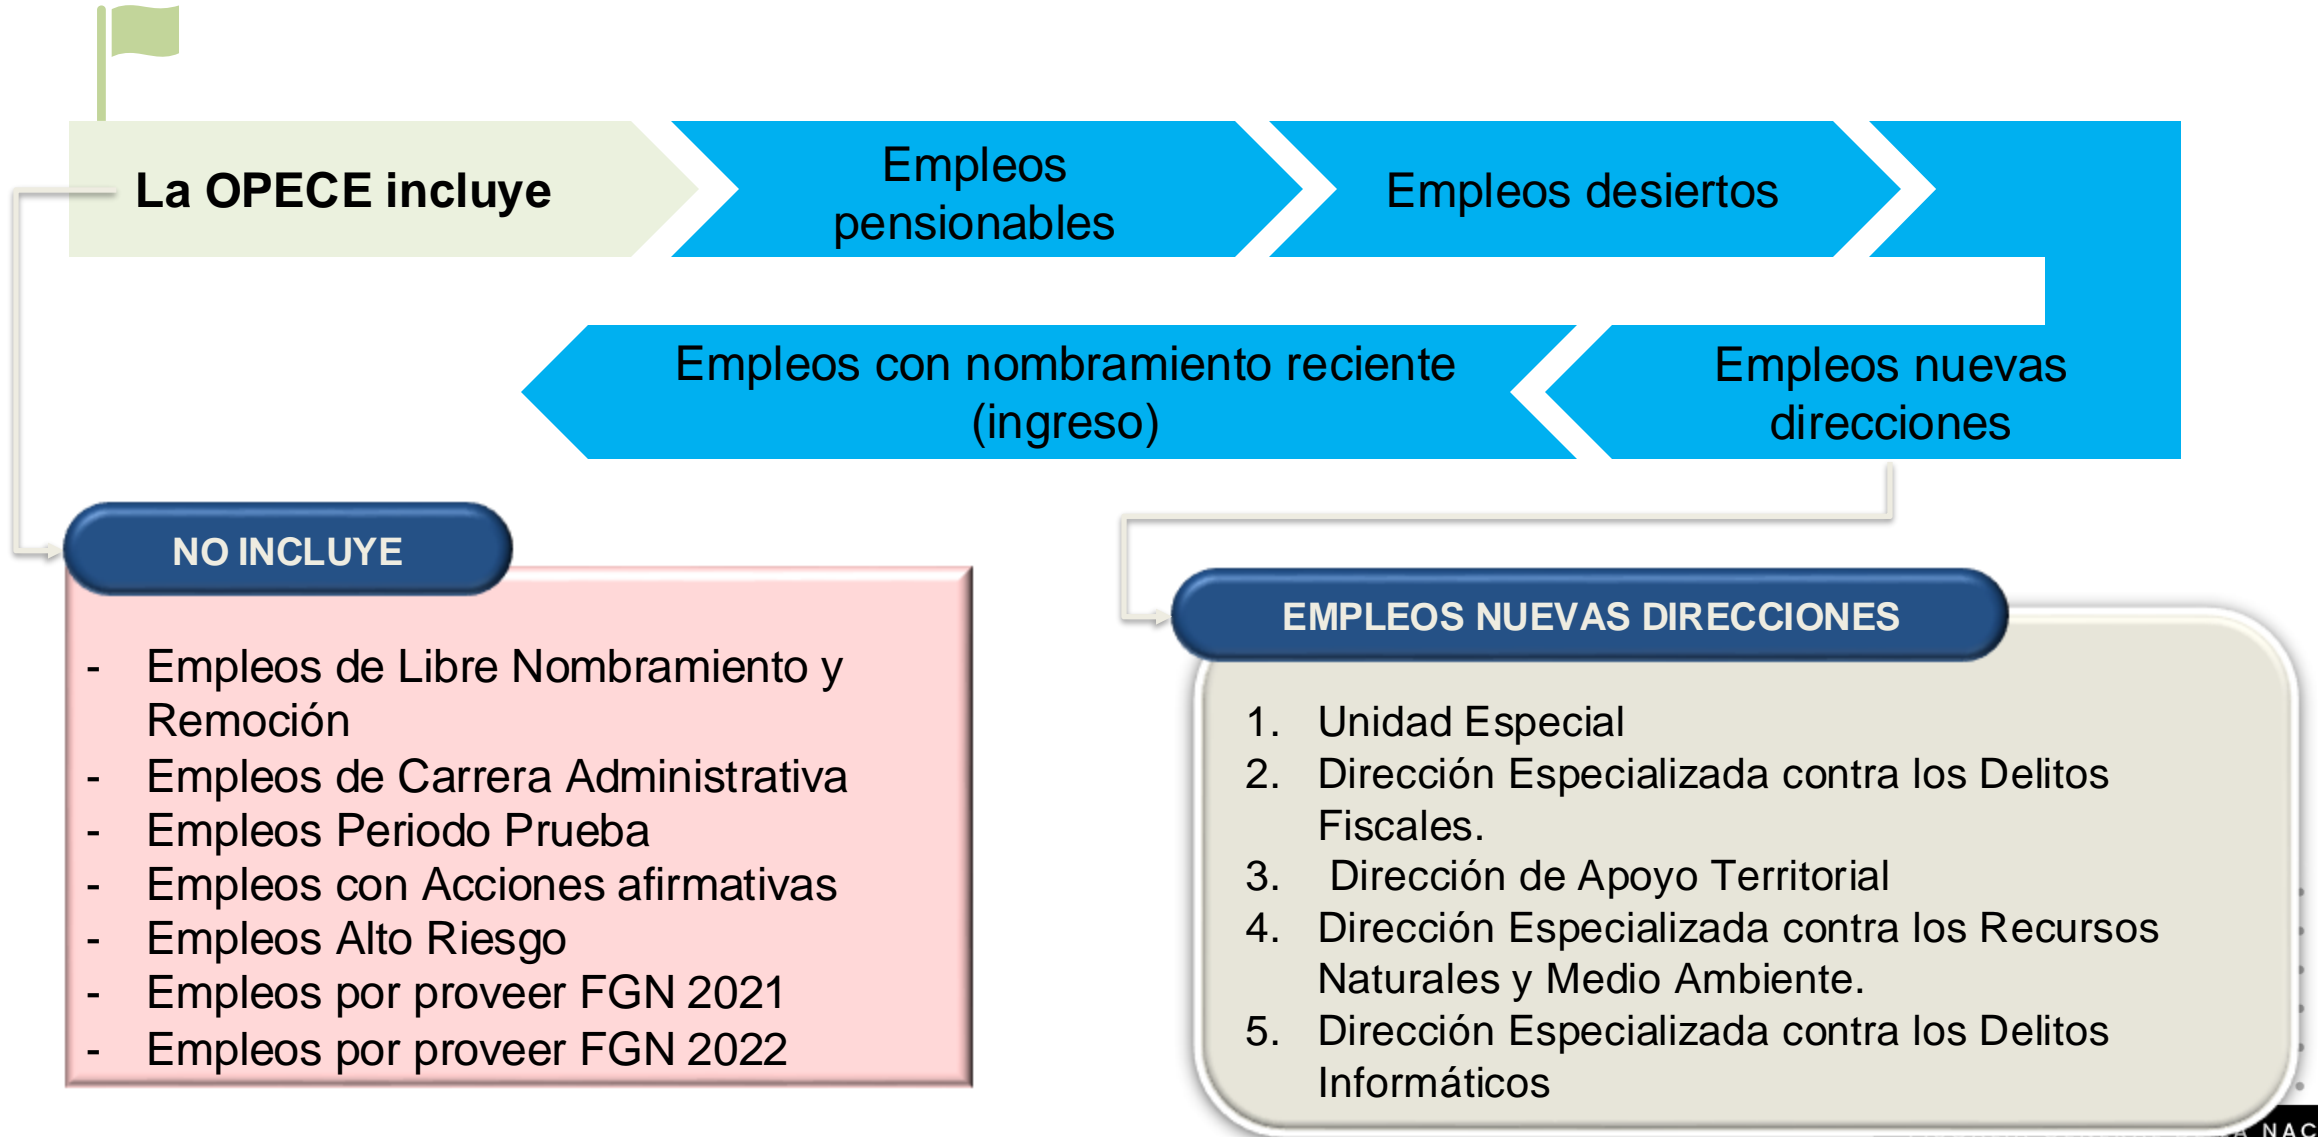 La OPECE incluye
Empleos
pensionables
Empleos desiertos
Empleos nuevas
direcciones
Empleos con nombramiento reciente
(ingreso)
NO INCLUYE
- Empleos de Libre Nombramiento y
Remoción
- Empleos de Carrera Administrativa
- Empleos Periodo Prueba
- Empleos con Acciones afirmativas
- Empleos Alto Riesgo
- Empleos por proveer FGN 2021
- Empleos por proveer FGN 2022
EMPLEOS NUEVAS DIRECCIONES
1. Unidad Especial
2. Dirección Especializada contra los Delitos
Fiscales.
3. Dirección de Apoyo Territorial
4. Dirección Especializada contra los Recursos
Naturales y Medio Ambiente.
5. Dirección Especializada contra los Delitos
Informáticos